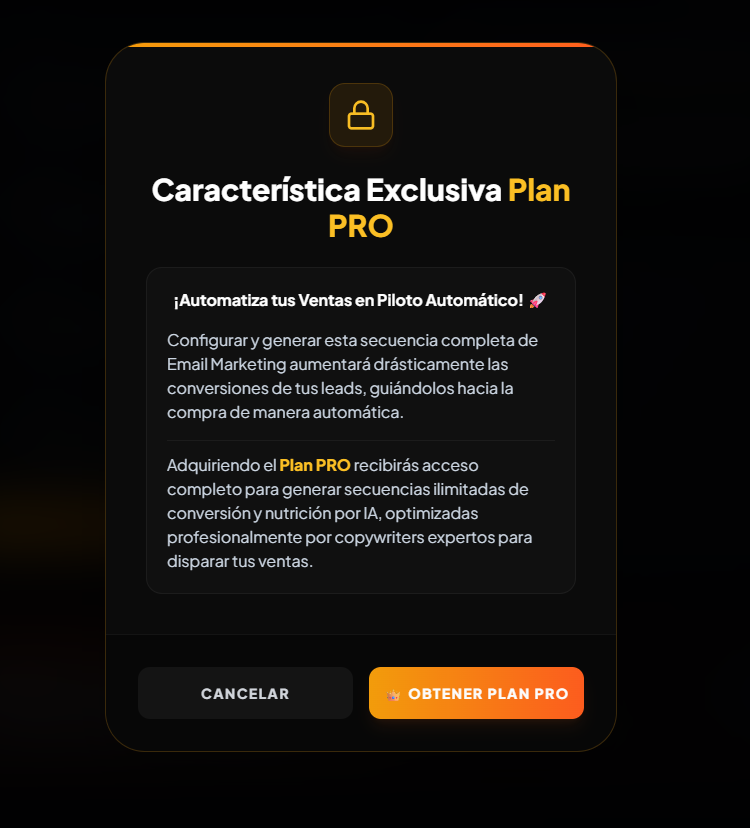 Característica Exclusiva Plan
PRO
¡Automatiza tus Ventas en Piloto Automático! 🚀
Configurar y generar esta secuencia completa de
Email Marketing aumentará drásticamente las
conversiones de tus leads, guiándolos hacia la
compra de manera automática.
Adquiriendo el Plan PRO recibirás acceso
completo para generar secuencias ilimitadas de
conversión y nutrición por IA, optimizadas
profesionalmente por copywriters expertos para
disparar tus ventas.
CANCELAR
👑 OBTENER PLAN PRO